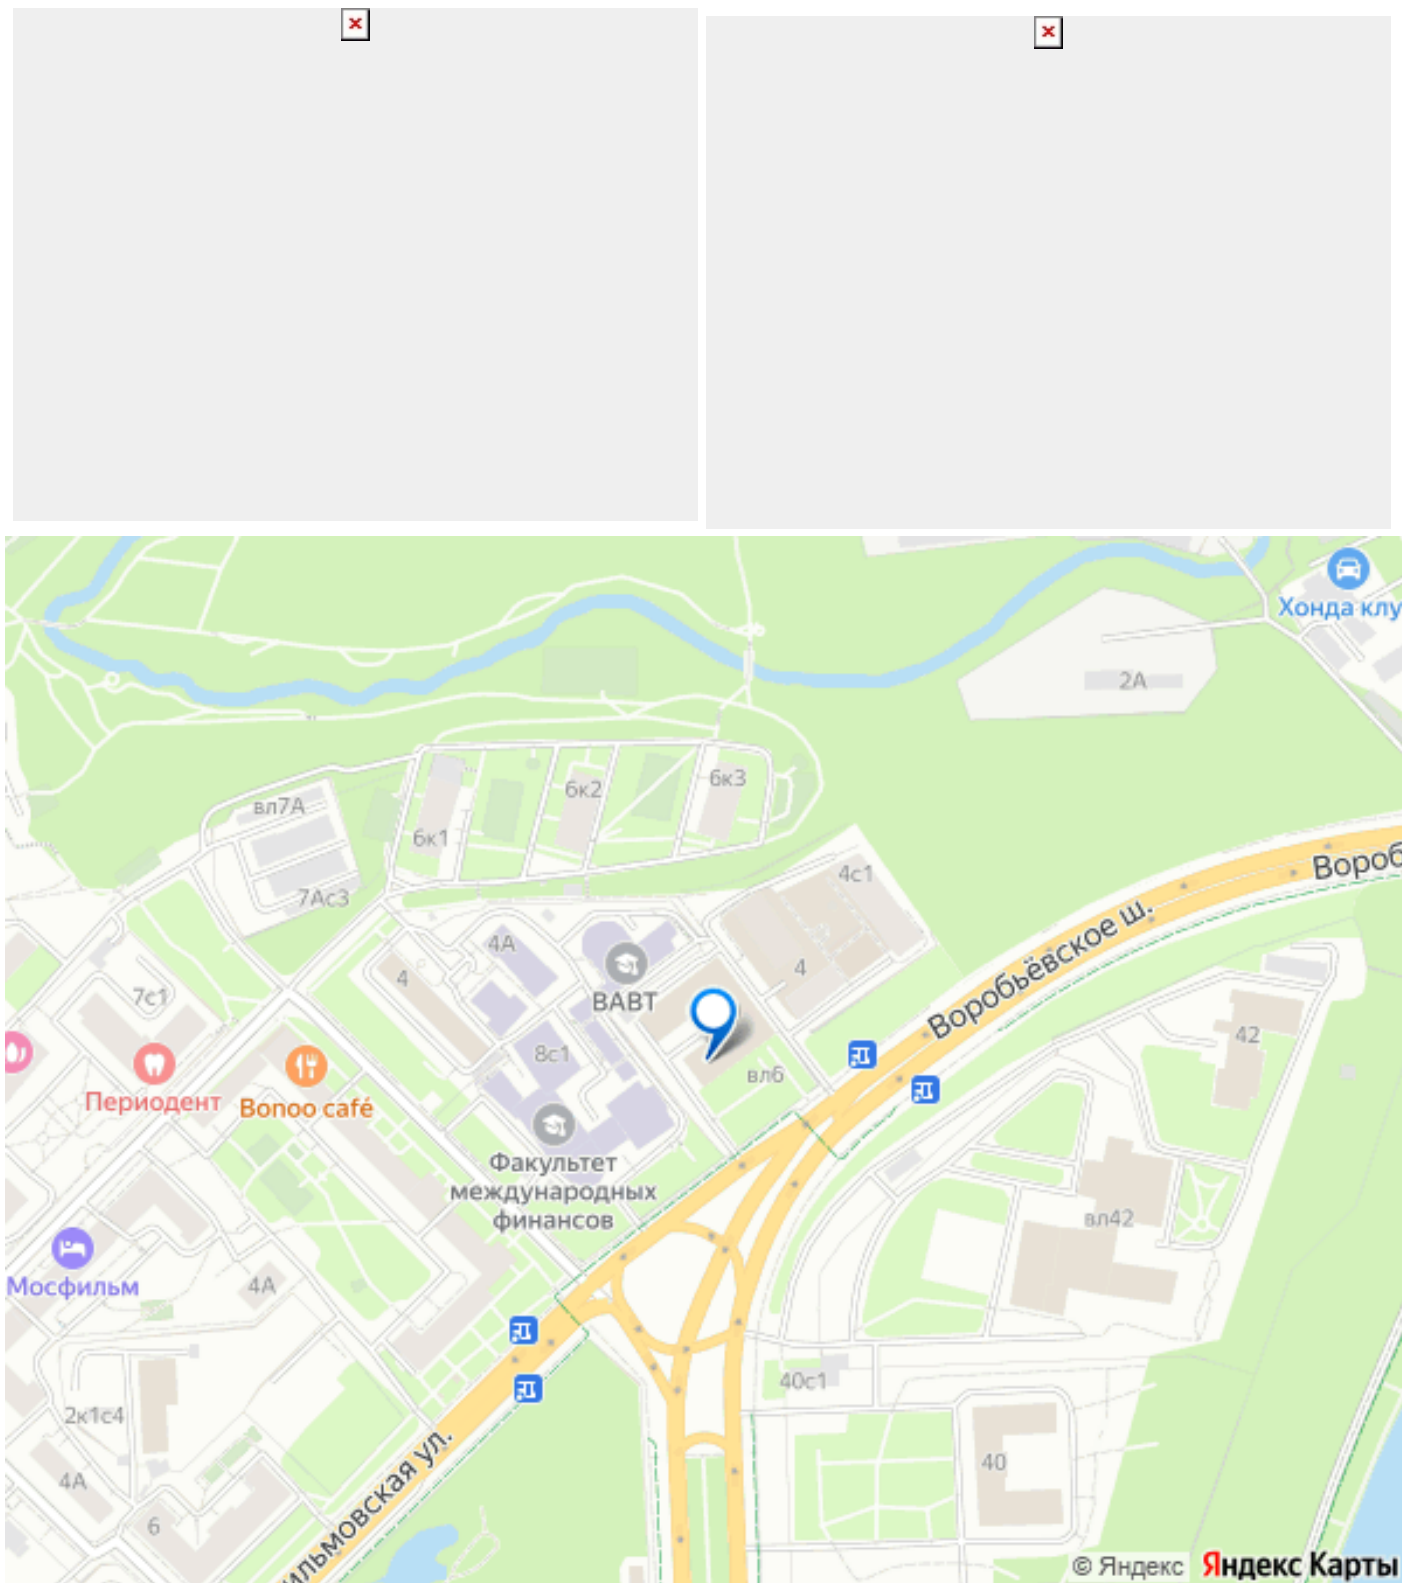 Хонда клу
2А
6к3
6к2
вл7А
6к1
4с1
Вороб
7Ас3
Воробьёвское ш.
4А
4
4
ВАВТ
7с1
42
8с1
вл6
Периодент
Bonoo café
Факультет
международных
финансов
вл42
Мосфильм
4А
40с1
2к1с4
4А
40
6
ильмовская ул.
© Яндекс Яндекс Карты